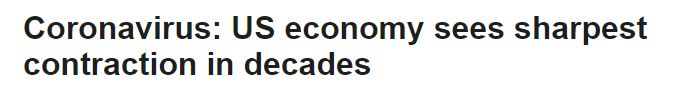 Coronavirus: US economy sees sharpest
contraction in decades